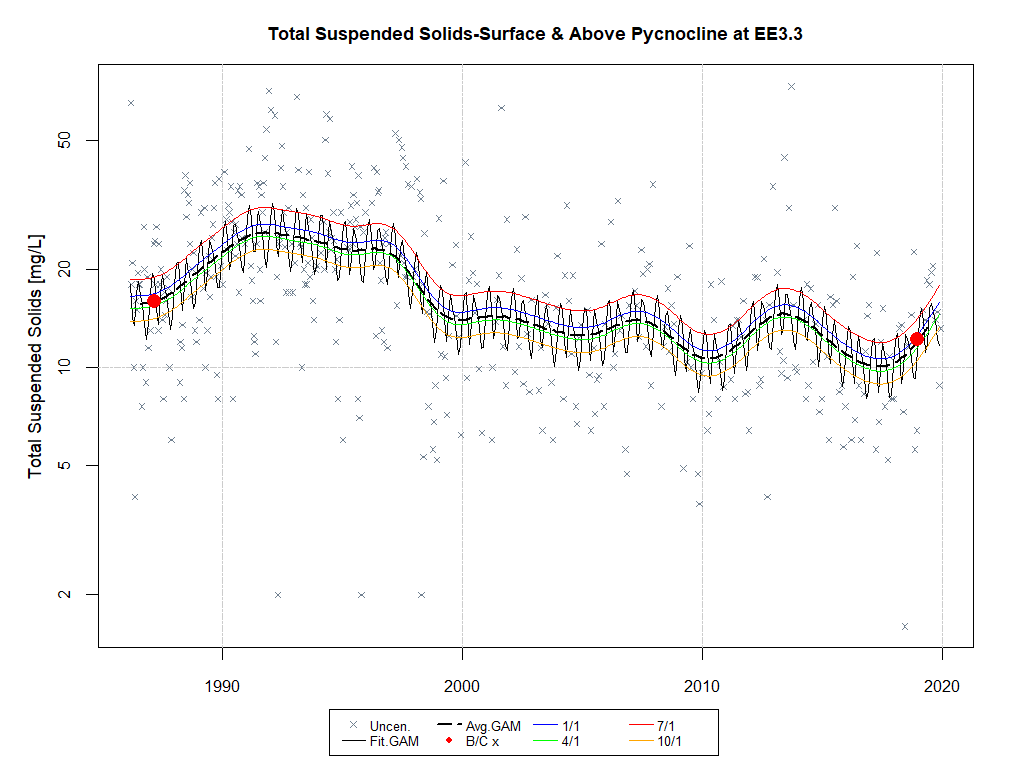 Total Suspended Solids-Surface & Above Pycnocline at EE3.3
Total Suspended Solids [mg/L]
50
20
10
5
2
1990 2000 2010 2020
Uncen. Avg.GAM 1/1 7/1
Fit.GAM B/C x 4/1 10/1